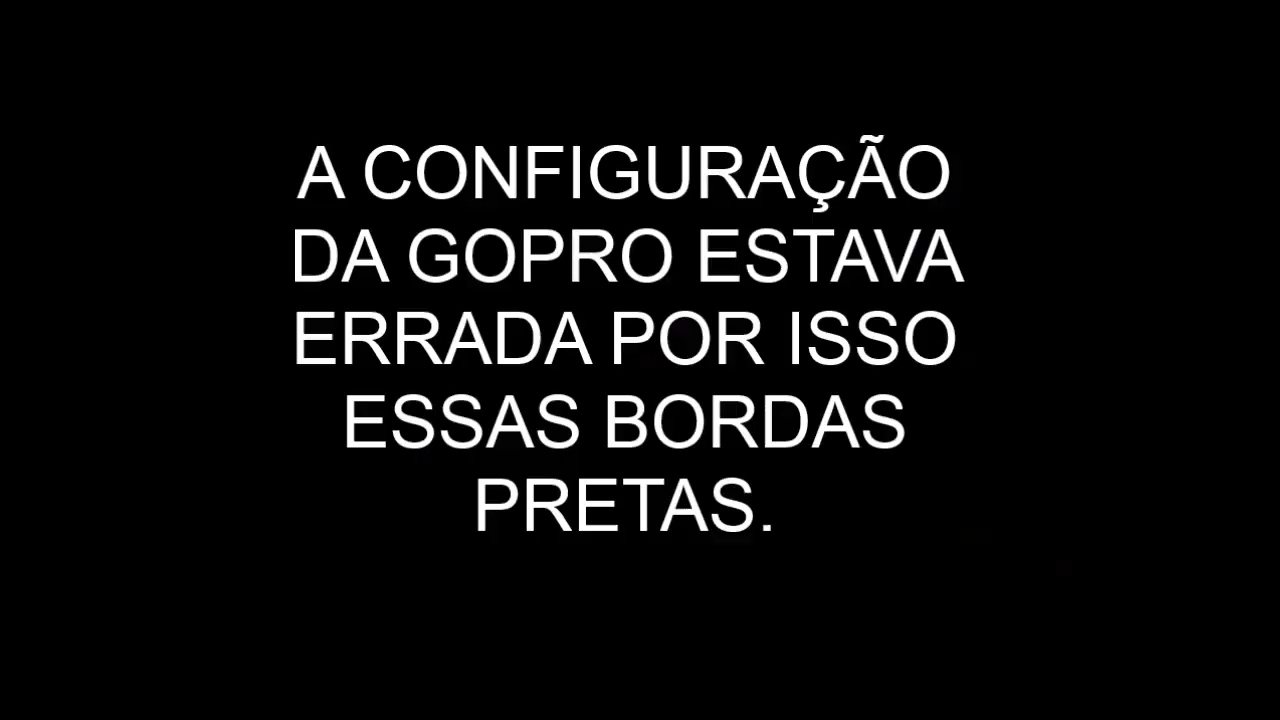 A CONFIGURAÇÃO
DA GOPRO ESTAVA
ERRADA POR ISSO
ESSAS BORDAS
PRETAS.